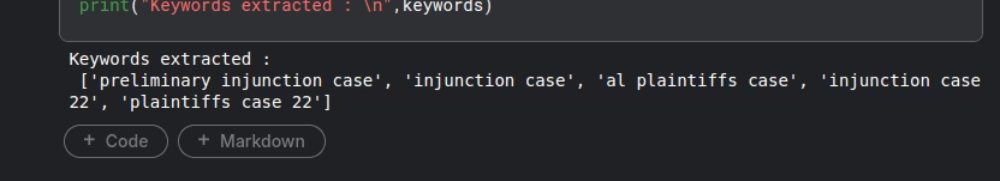 print("Keywords extracted : \n",keywords)
Keywords extracted :
 ['preliminary injunction case', 'injunction case', 'al plaintiffs case', 'injunction case
22', 'plaintiffs case 22']
+ Code + Markdown